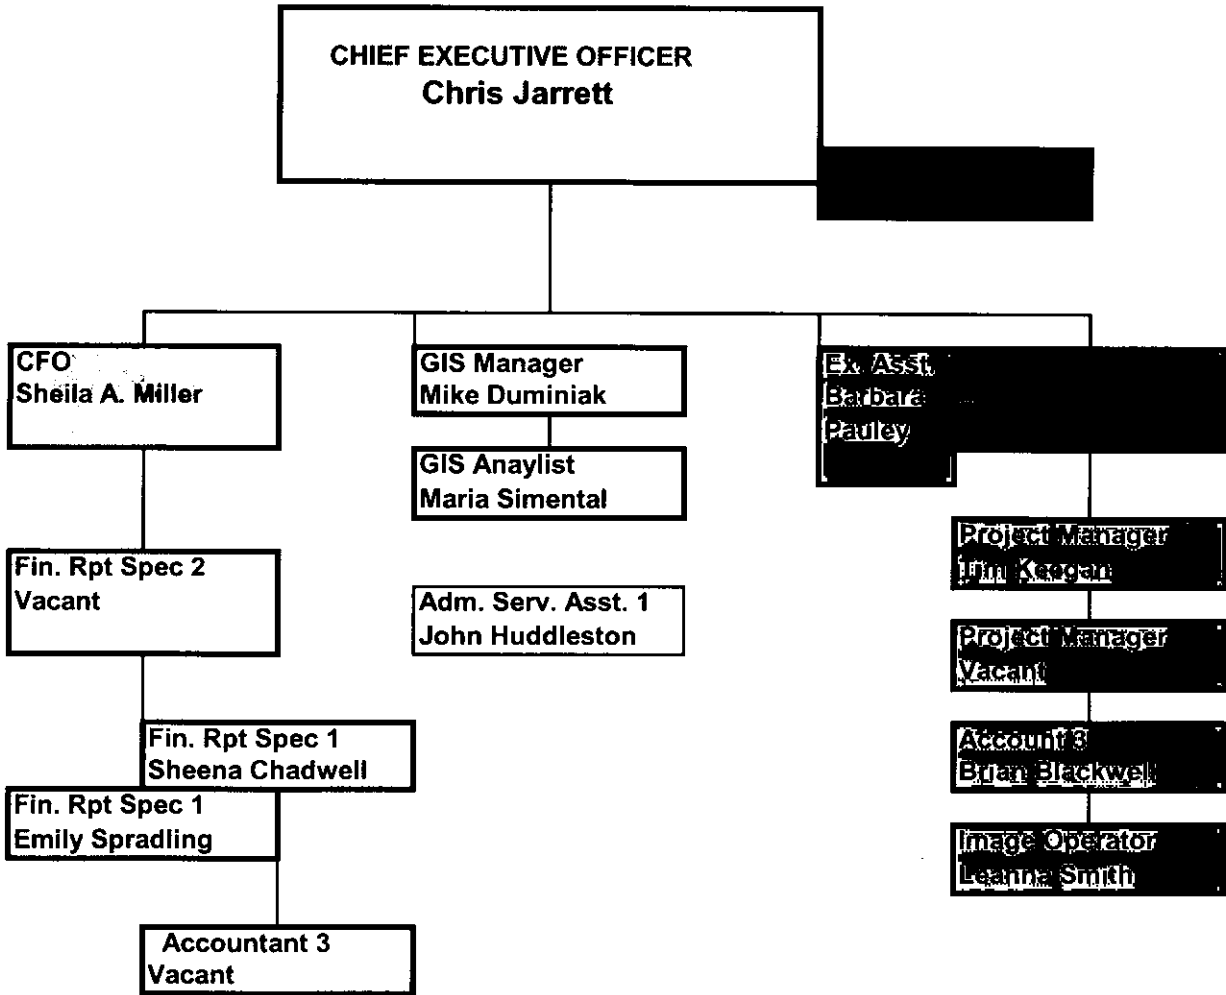 CHIEF EXECUTIVE OFFICER
Chris Jarrett
CFO
Sheila A. Miller
GIS Manager
Mike Duminiak
Ex. Asst.
Barbara
Pauley
GIS Anaylist
Maria Simental
Project Manager
Tim Keegan
Fin. Rpt Spec 2
Vacant
Adm. Serv. Asst. 1
John Huddleston
Project Manager
Vacant
Fin. Rpt Spec 1
Sheena Chadwell
Account 3
Brian Blackwell
Fin. Rpt Spec 1
Emily Spradling
Image Operator
Leanna Smith
Accountant 3
Vacant